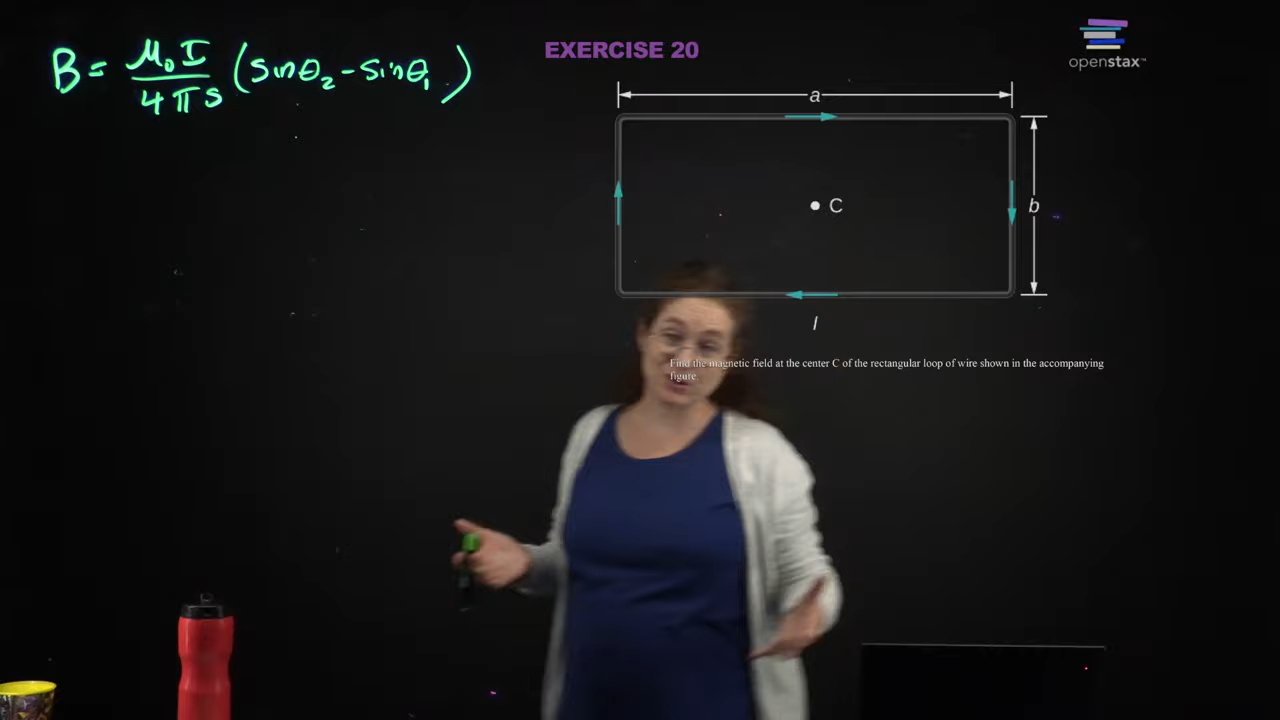 B = μ₀I / 4πs (sinθ₂ - sinθ₁)
EXERCISE 20
openstax™
a
C
b
I
Find the magnetic field at the center C of the rectangular loop of wire shown in the accompanying
figure